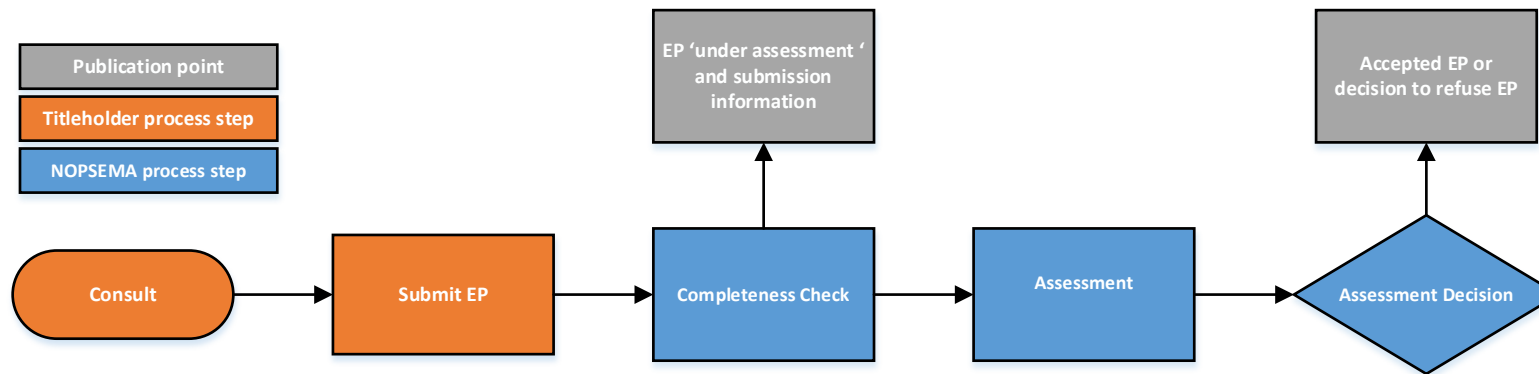 Publication point
Titleholder process step
NOPSEMA process step
EP ‘under assessment ‘
and submission
information
Accepted EP or
decision to refuse EP
Consult
Submit EP
Completeness Check
Assessment
Assessment Decision